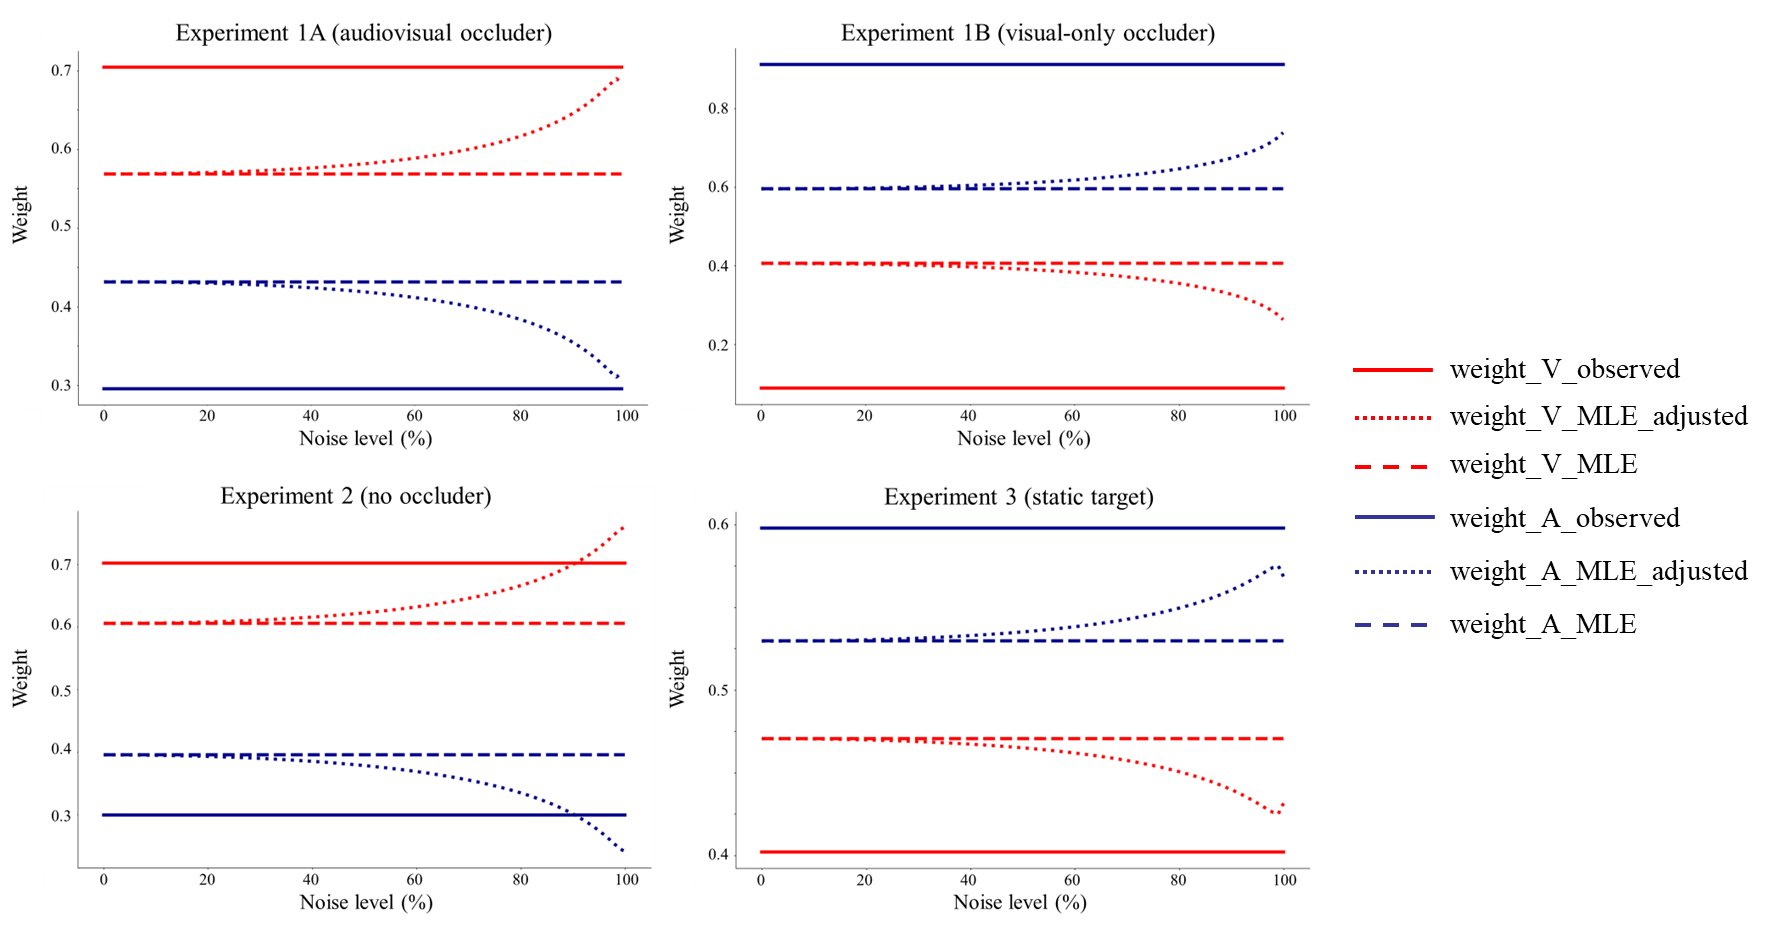 Experiment 1A (audiovisual occluder)
0.7
0.6
0.5
0.4
0.3
Weight
0 20 40 60 80 100
Noise level (%)
Experiment 1B (visual-only occluder)
0.8
0.6
0.4
0.2
Weight
0 20 40 60 80 100
Noise level (%)
Experiment 2 (no occluder)
0.7
0.6
0.5
0.4
0.3
Weight
0 20 40 60 80 100
Noise level (%)
Experiment 3 (static target)
0.6
0.5
0.4
Weight
0 20 40 60 80 100
Noise level (%)
weight_V_observed
weight_V_MLE_adjusted
weight_V_MLE
weight_A_observed
weight_A_MLE_adjusted
weight_A_MLE